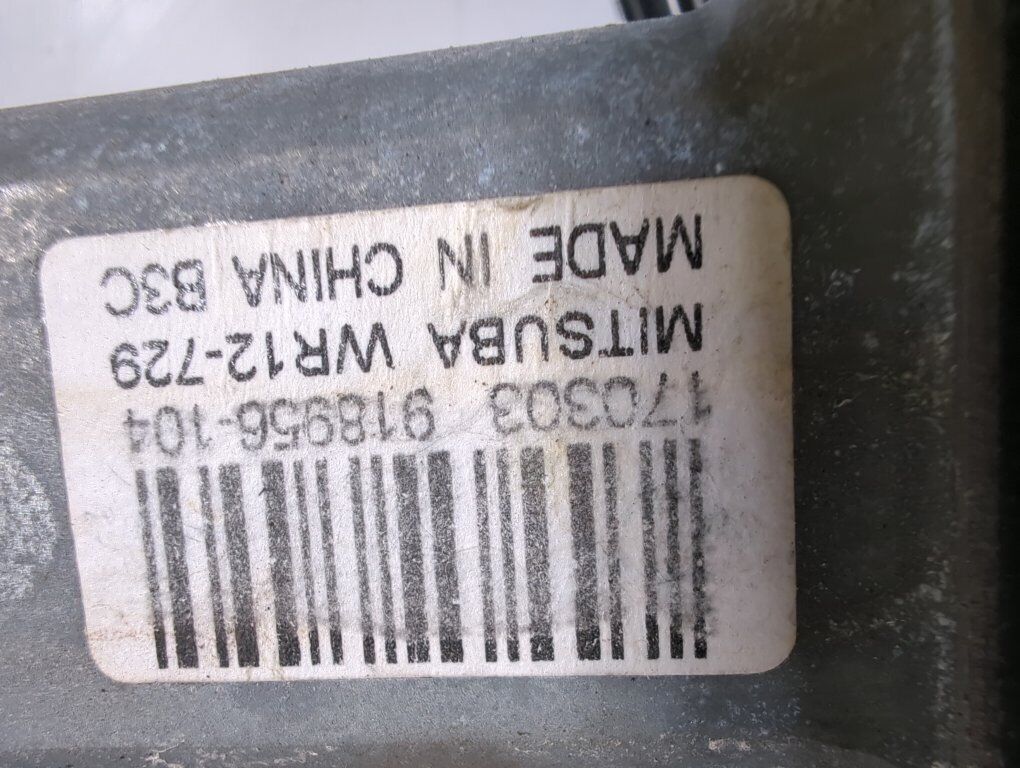 170303 918956-104
MITSUBA WR12-729
MADE IN CHINA B3C